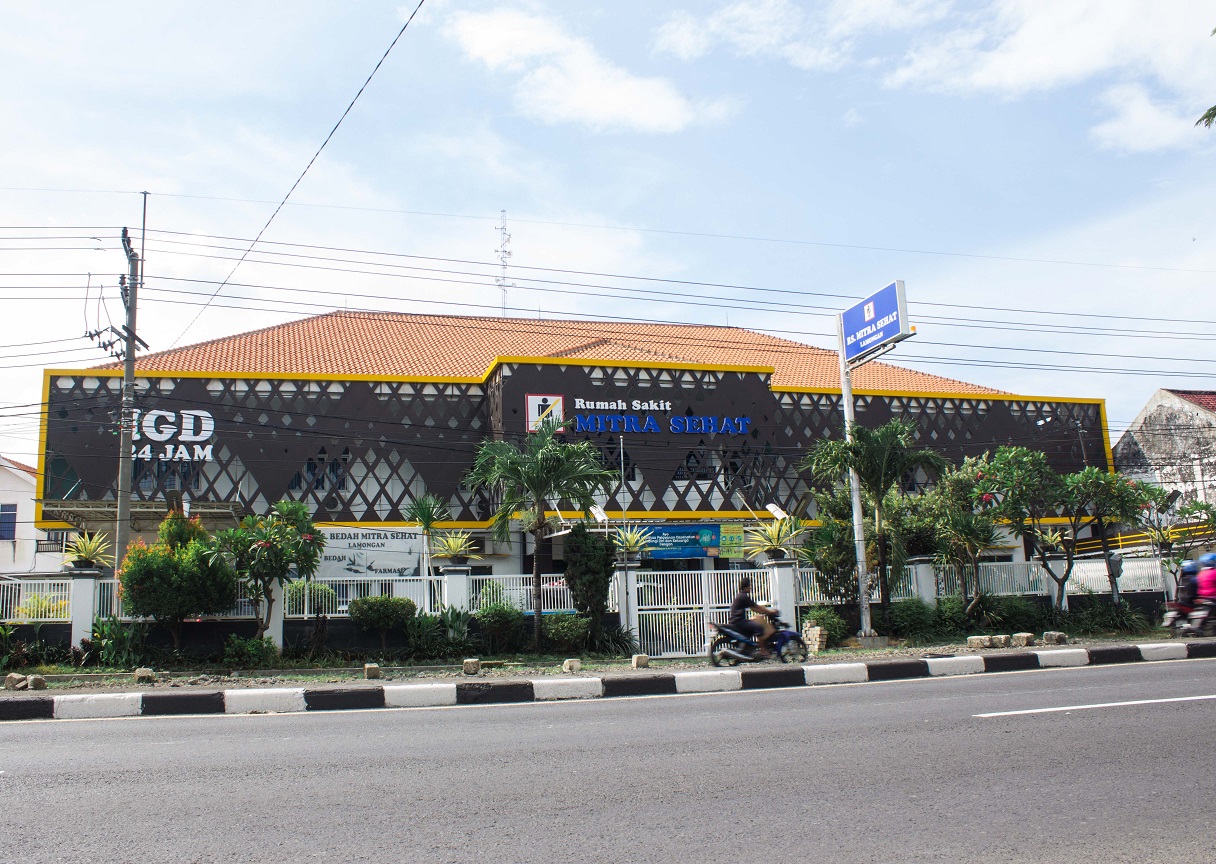 IGD
24 JAM
Rumah Sakit
MITRA SEHAT
RS. MITRA SEHAT
LAMONGAN
BEDAH MITRA SEHAT
LAMONGAN
BEDAH
FARMASI